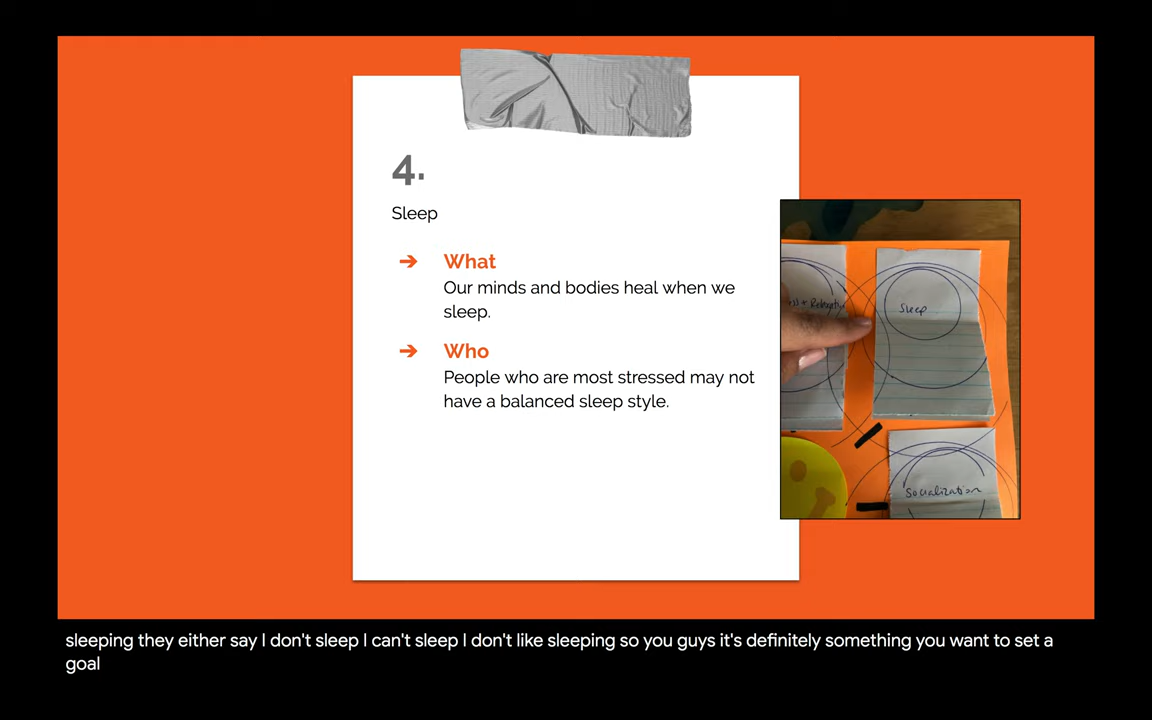 4.
Sleep
➔ What
Our minds and bodies heal when we
sleep.
➔ Who
People who are most stressed may not
have a balanced sleep style.
Sleep
Socialization
sleeping they either say I don't sleep I can't sleep I don't like sleeping so you guys it's definitely something you want to set a
goal